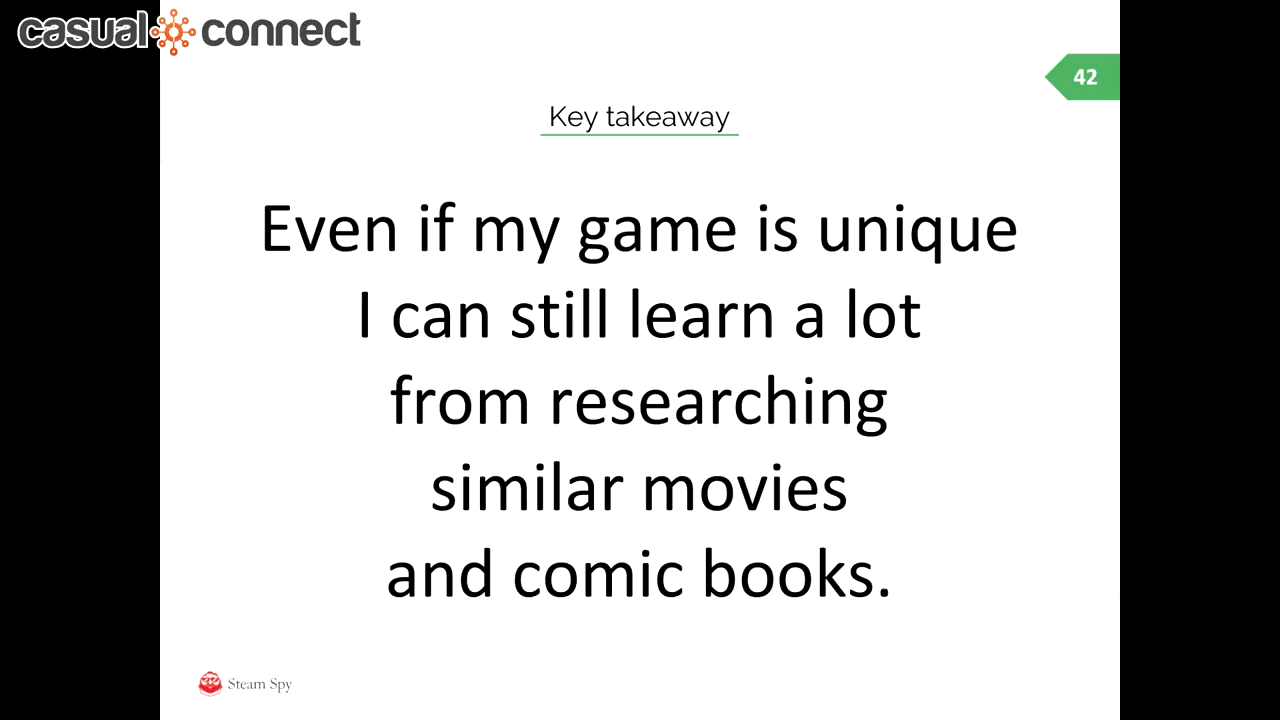 casual connect
42
Key takeaway
Even if my game is unique
I can still learn a lot
from researching
similar movies
and comic books.
Steam Spy